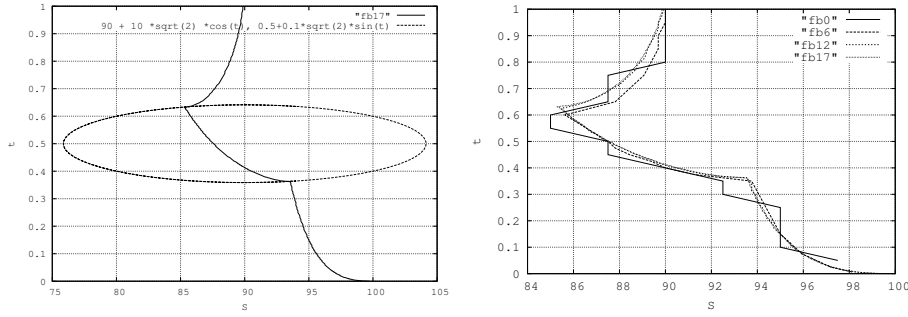 "fb17"
90 + 10 *sqrt(2) *cos(t), 0.5+0.1*sqrt(2)*sin(t)
1
0.9
0.8
0.7
0.6
0.5
0.4
0.3
0.2
0.1
0
t
75 80 85 90 95 100 105
S
"fb0"
"fb6"
"fb12"
"fb17"
1
0.9
0.8
0.7
0.6
0.5
0.4
0.3
0.2
0.1
0
t
84 86 88 90 92 94 96 98 100
S